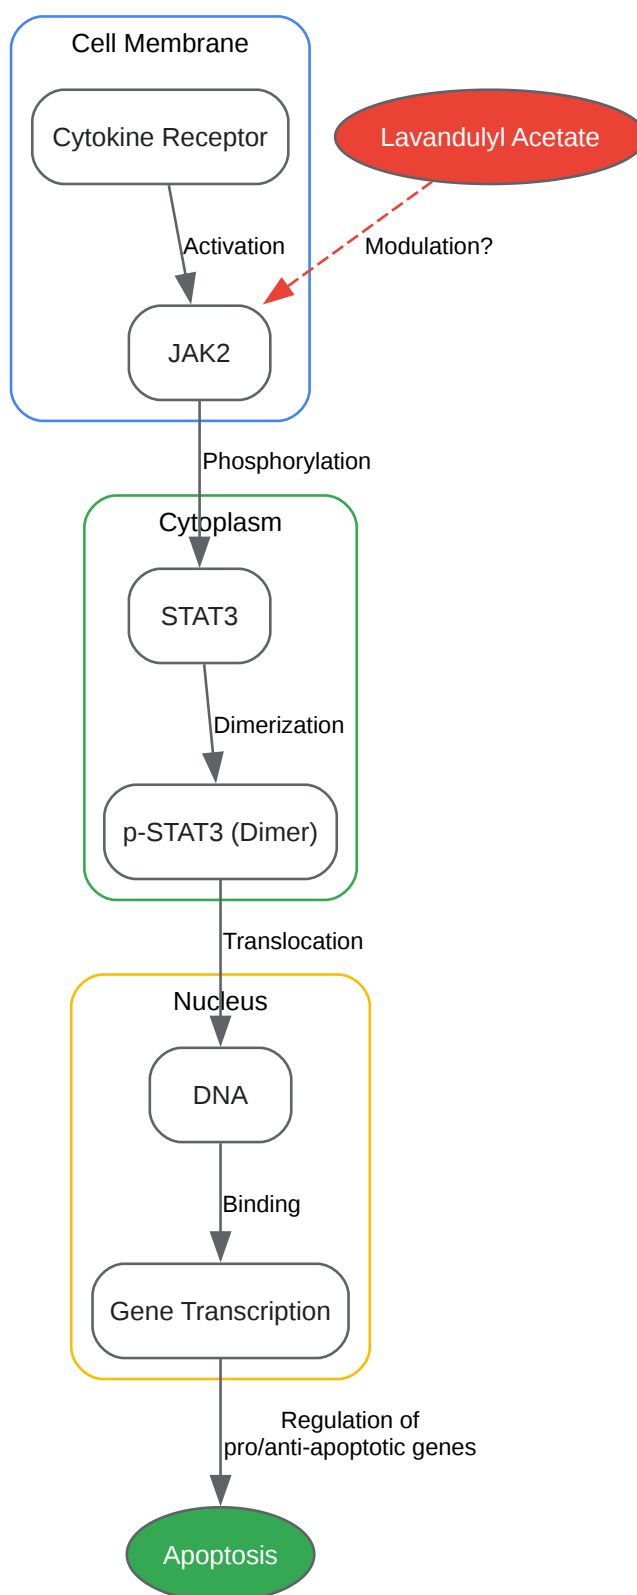 Cell Membrane
Cytokine Receptor
Lavandulyl Acetate
Activation
Modulation?
JAK2
Phosphorylation
Cytoplasm
STAT3
Dimerization
p-STAT3 (Dimer)
Translocation
Nucleus
DNA
Binding
Gene Transcription
Regulation of
pro/anti-apoptotic genes
Apoptosis